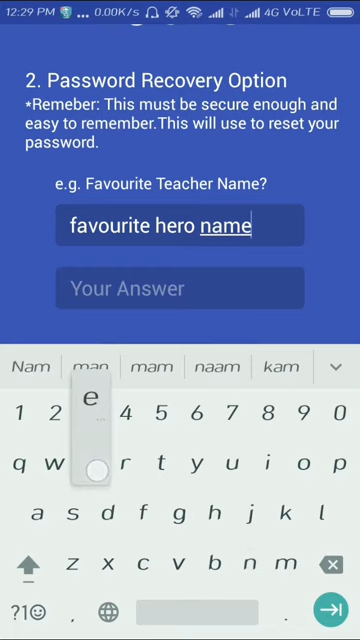 12:29 PM ... 0.00K/s 4G VoLTE
2. Password Recovery Option
*Remeber: This must be secure enough and
easy to remember.This will use to reset your
password.
e.g. Favourite Teacher Name?
favourite hero name
Your Answer
Nam man mam naam kam
e
1 2 4 5 6 7 8 9 0
q w r t y u i o p
a s d f g h j k l
z x c v b n m
?1☺ , .